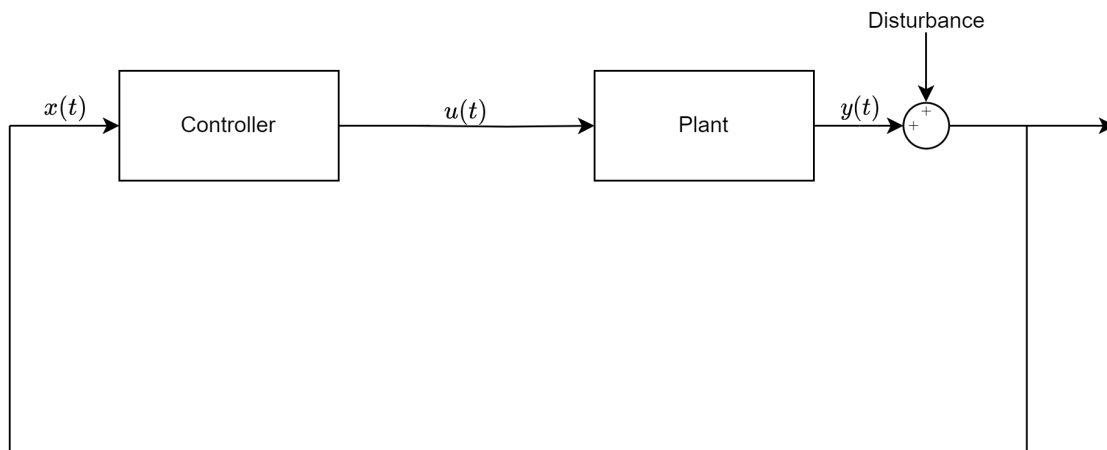 Disturbance
x(t)
Controller
u(t)
Plant
y(t)
+
+